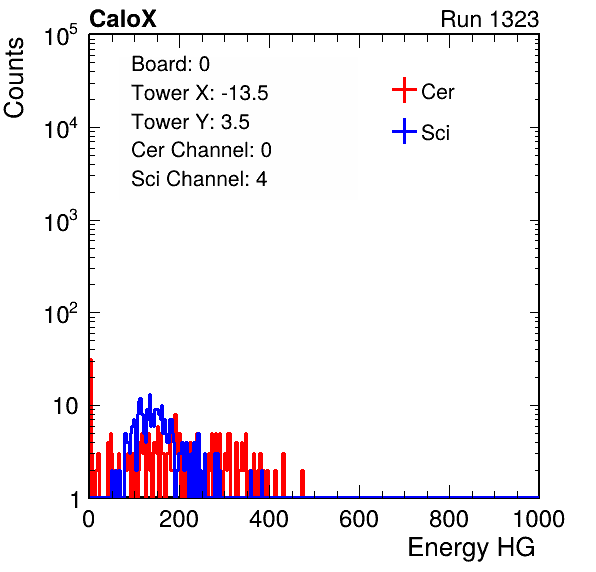 CaloX Run 1323
Counts
Board: 0
Tower X: -13.5
Tower Y: 3.5
Cer Channel: 0
Sci Channel: 4
Cer
Sci
10^5
10^4
10^3
10^2
10
1
0 200 400 600 800 1000
Energy HG